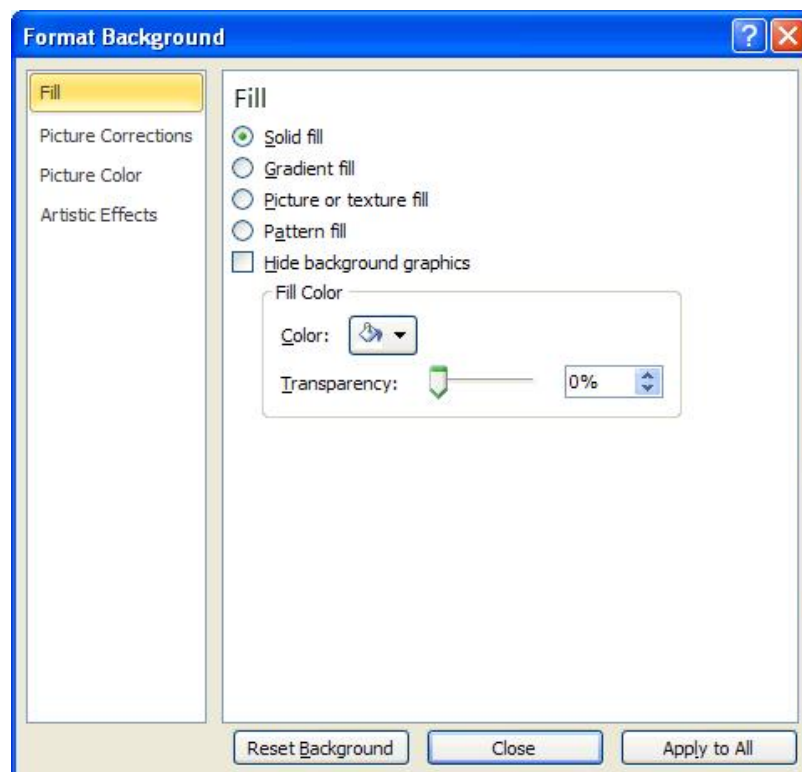 Format Background
?
Fill
Picture Corrections
Picture Color
Artistic Effects
Fill
Solid fill
Gradient fill
Picture or texture fill
Pattern fill
Hide background graphics
Fill Color
Color:
Transparency: 0%
Reset Background Close Apply to All